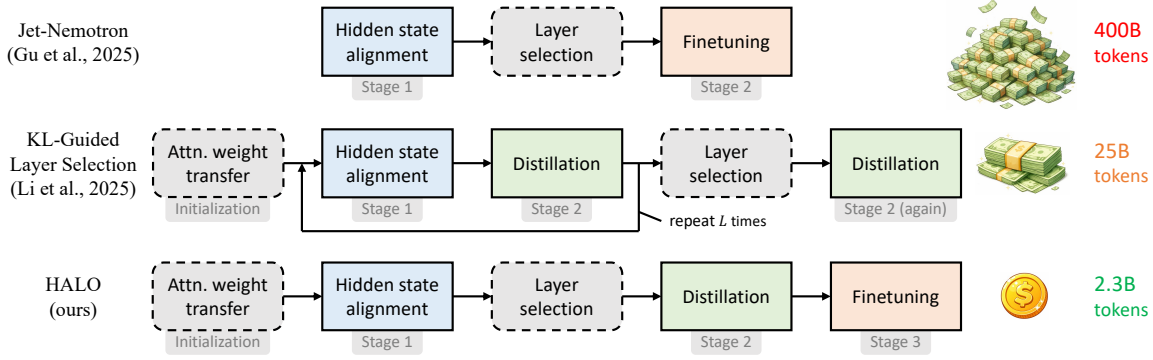 Jet-Nemotron
(Gu et al., 2025)
Hidden state
alignment
Stage 1
Layer
selection
Finetuning
Stage 2
400B
tokens
KL-Guided
Layer Selection
(Li et al., 2025)
Attn. weight
transfer
Initialization
Hidden state
alignment
Stage 1
Distillation
Stage 2
Layer
selection
Distillation
Stage 2 (again)
repeat L times
25B
tokens
HALO
(ours)
Attn. weight
transfer
Initialization
Hidden state
alignment
Stage 1
Layer
selection
Distillation
Stage 2
Finetuning
Stage 3
$
2.3B
tokens